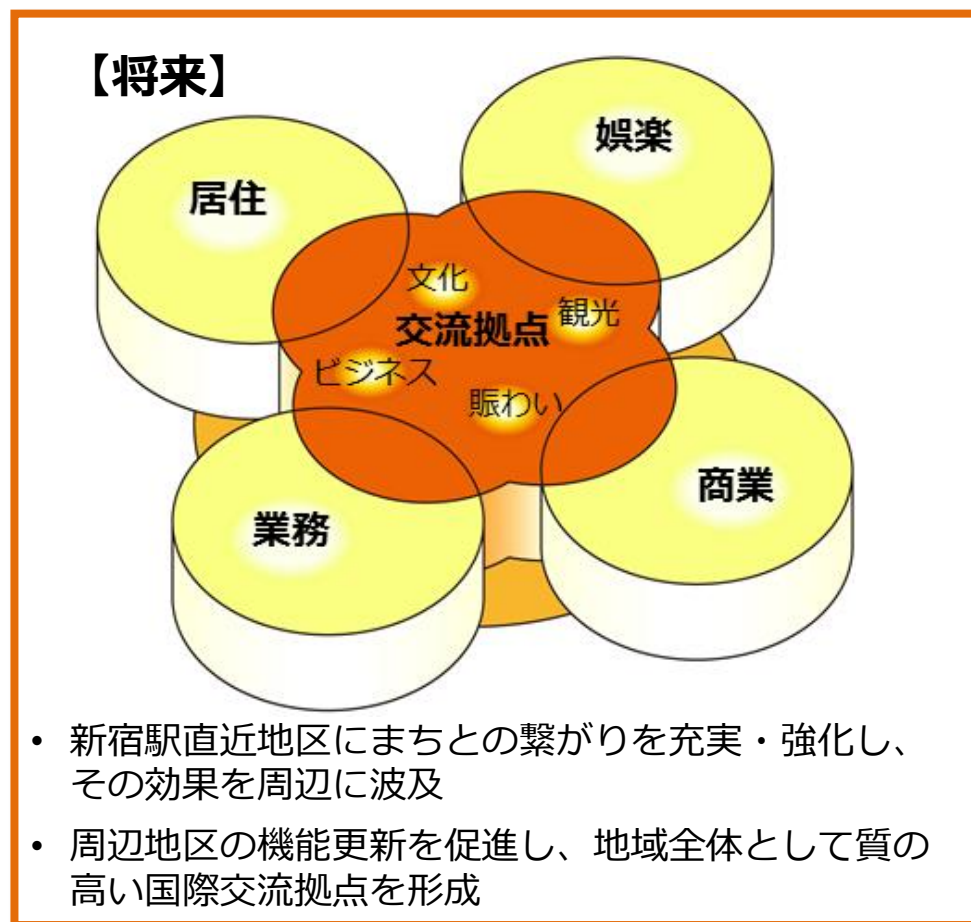 【将来】
娯楽
居住
文化
観光
交流拠点
ビジネス
賑わい
商業
業務
• 新宿駅直近地区にまちとの繋がりを充実・強化し、
その効果を周辺に波及
• 周辺地区の機能更新を促進し、地域全体として質の
高い国際交流拠点を形成